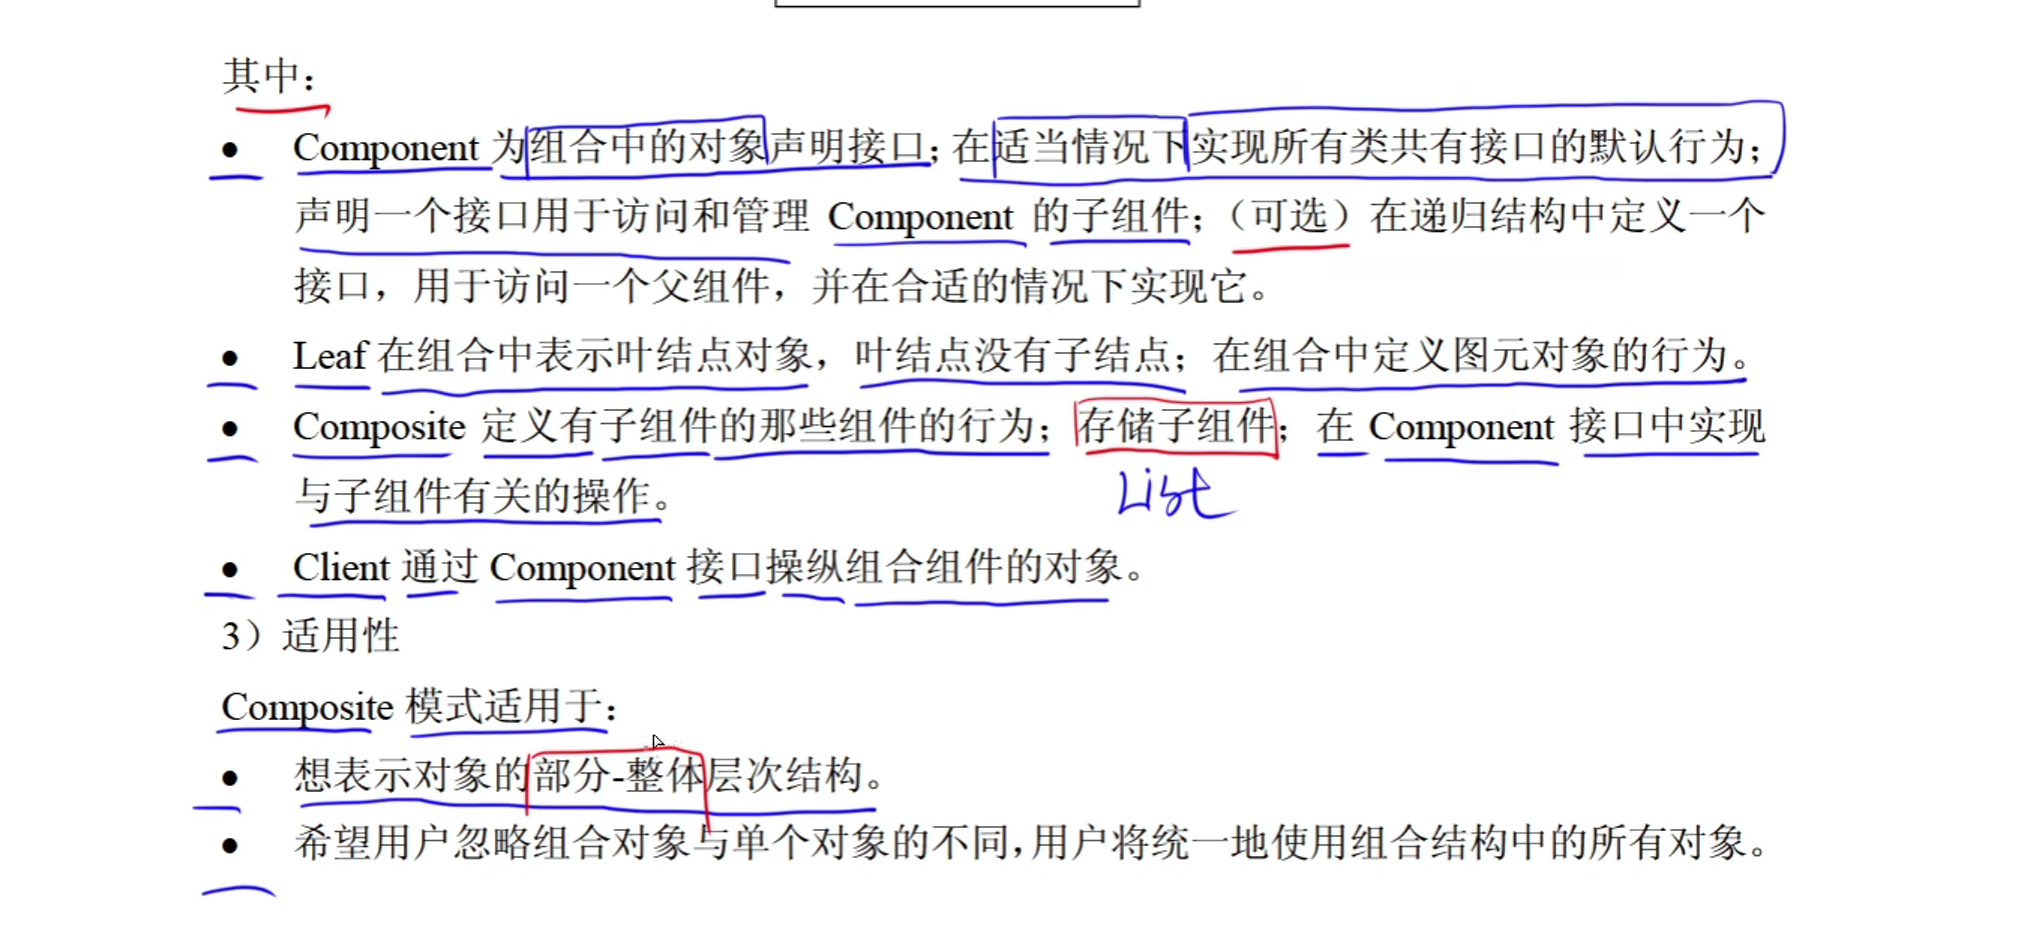 其中：
● Component 为组合中的对象声明接口；在适当情况下实现所有类共有接口的默认行为；
声明一个接口用于访问和管理 Component 的子组件；（可选）在递归结构中定义一个
接口，用于访问一个父组件，并在合适的情况下实现它。
● Leaf 在组合中表示叶结点对象，叶结点没有子结点；在组合中定义图元对象的行为。
● Composite 定义有子组件的那些组件的行为；存储子组件；在 Component 接口中实现
与子组件有关的操作。
List
● Client 通过 Component 接口操纵组合组件的对象。
3）适用性
Composite 模式适用于：
● 想表示对象的部分-整体层次结构。
● 希望用户忽略组合对象与单个对象的不同，用户将统一地使用组合结构中的所有对象。